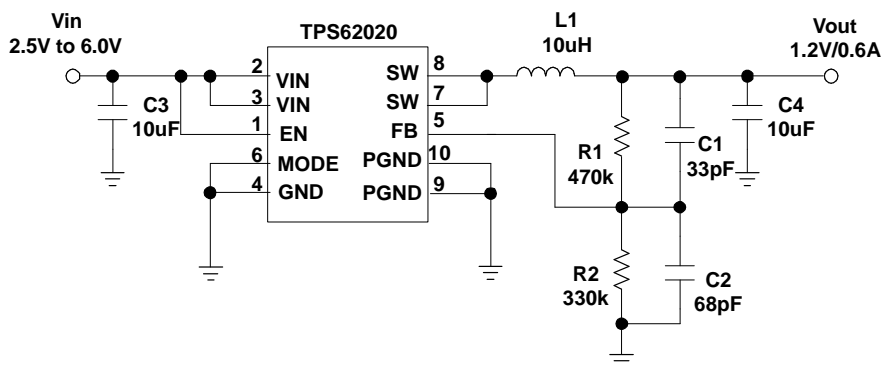 Vin
2.5V to 6.0V
TPS62020
L1
10uH
Vout
1.2V/0.6A
2
VIN
SW
8
3
VIN
SW
7
1
EN
FB
5
6
MODE
PGND
10
4
GND
PGND
9
C3
10uF
R1
470k
C1
33pF
C4
10uF
R2
330k
C2
68pF